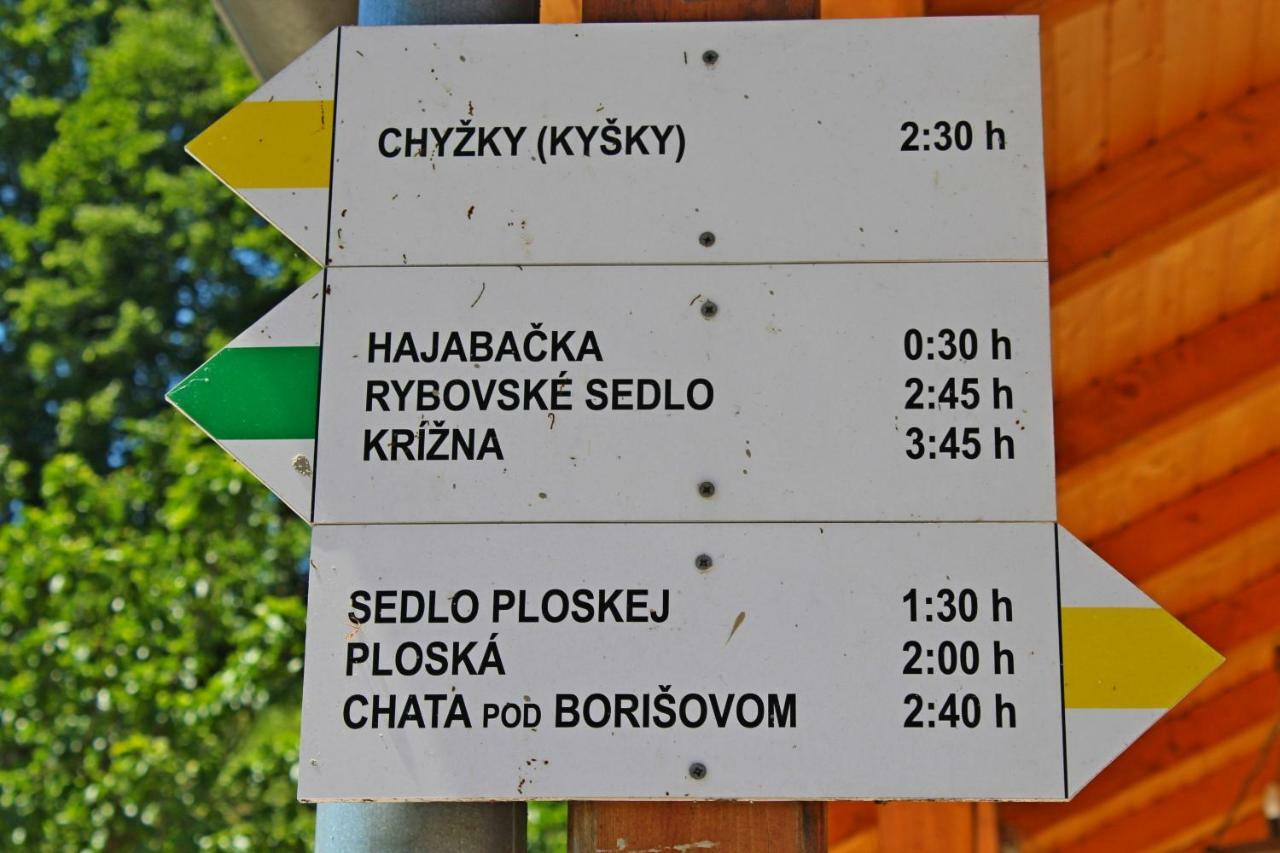 CHYŽKY (KYŠKY) 2:30 h
HAJABAČKA 0:30 h
RYBOVSKÉ SEDLO 2:45 h
KRÍŽNA 3:45 h
SEDLO PLOSKEJ 1:30 h
PLOSKÁ 2:00 h
CHATA POD BORIŠOVOM 2:40 h